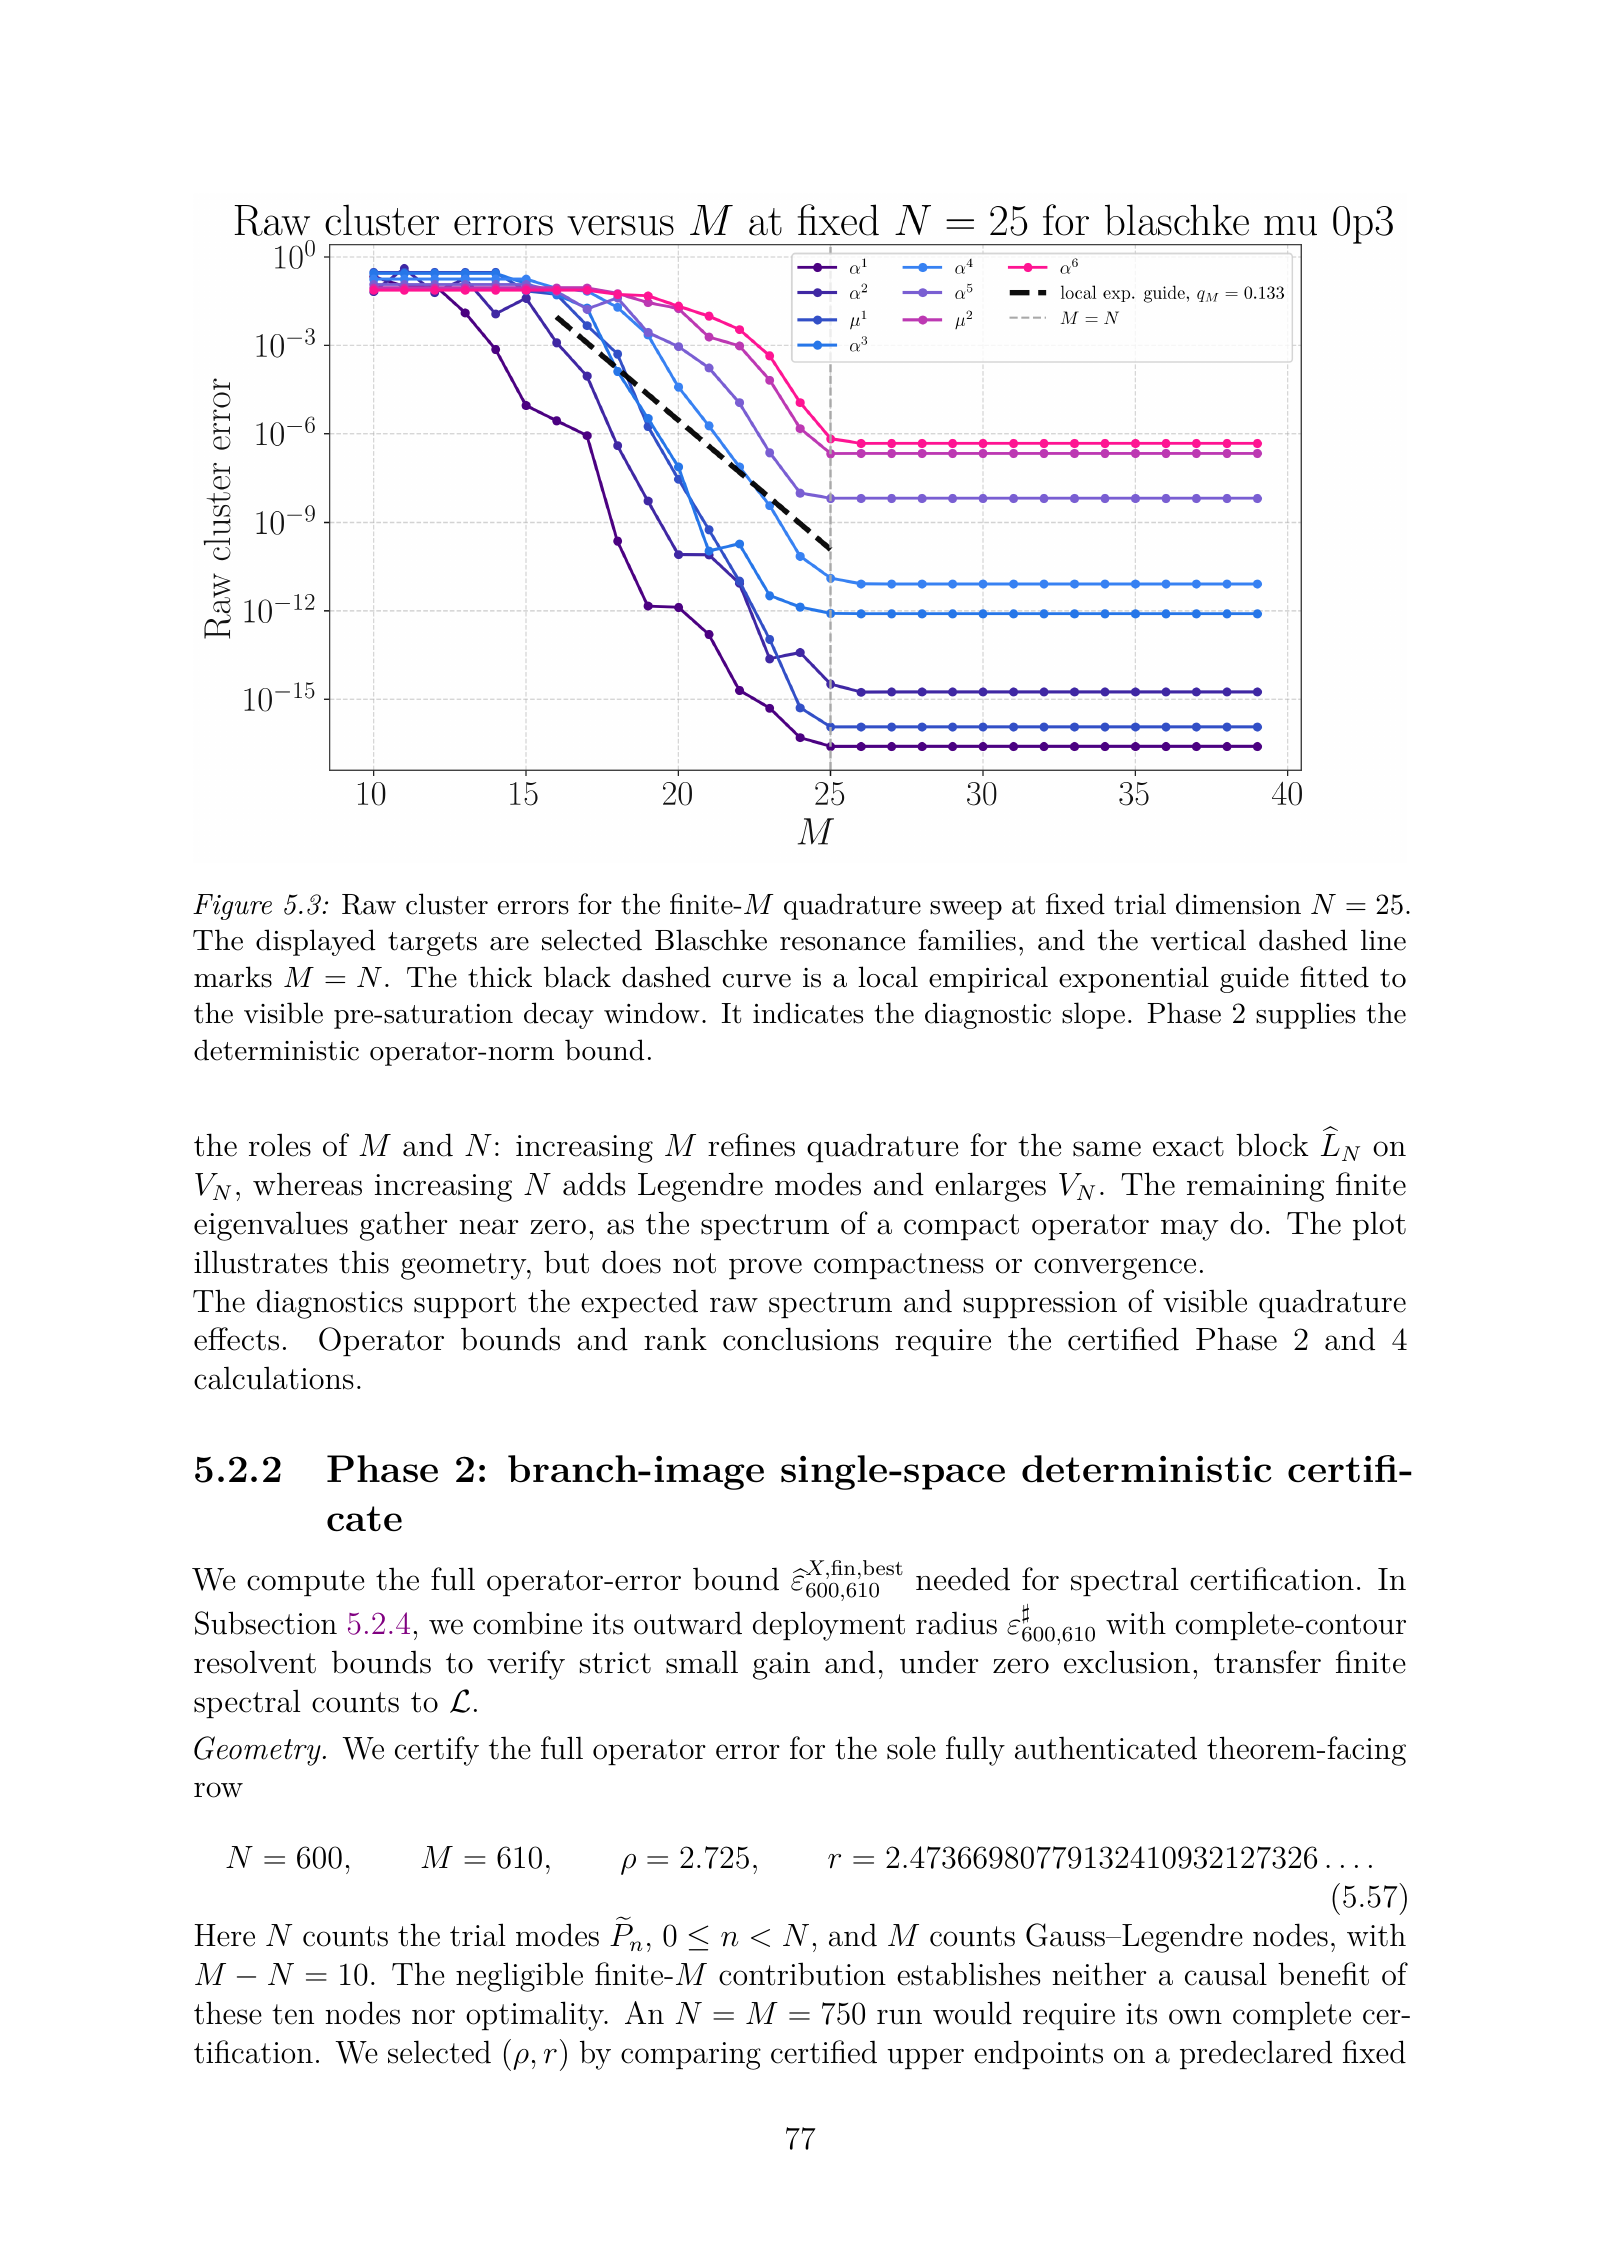 Raw cluster errors versus M at fixed N = 25 for blaschke mu 0p3
10⁰
10⁻³
10⁻⁶
10⁻⁹
10⁻¹²
10⁻¹⁵
Raw cluster error
α¹
α²
μ¹
α³
α⁴
α⁵
μ²
α⁶
local exp. guide, q_M = 0.133
M = N
10 15 20 25 30 35 40
M
Figure 5.3: Raw cluster errors for the finite-M quadrature sweep at fixed trial dimension N = 25.
The displayed targets are selected Blaschke resonance families, and the vertical dashed line
marks M = N. The thick black dashed curve is a local empirical exponential guide fitted to
the visible pre-saturation decay window. It indicates the diagnostic slope. Phase 2 supplies the
deterministic operator-norm bound.
the roles of M and N: increasing M refines quadrature for the same exact block L̂_N on
V_N, whereas increasing N adds Legendre modes and enlarges V_N. The remaining finite
eigenvalues gather near zero, as the spectrum of a compact operator may do. The plot
illustrates this geometry, but does not prove compactness or convergence.
The diagnostics support the expected raw spectrum and suppression of visible quadrature
effects. Operator bounds and rank conclusions require the certified Phase 2 and 4
calculations.
5.2.2 Phase 2: branch-image single-space deterministic certifi-
cate
We compute the full operator-error bound ε̂^{X,fin,best}_{600,610} needed for spectral certification. In
Subsection 5.2.4, we combine its outward deployment radius ε^♯_{600,610} with complete-contour
resolvent bounds to verify strict small gain and, under zero exclusion, transfer finite
spectral counts to ℒ.
Geometry. We certify the full operator error for the sole fully authenticated theorem-facing
row
N = 600, M = 610, ρ = 2.725, r = 2.47366980779132410932127326 . . . .
(5.57)
Here N counts the trial modes P̃_n, 0 ≤ n < N, and M counts Gauss–Legendre nodes, with
M − N = 10. The negligible finite-M contribution establishes neither a causal benefit of
these ten nodes nor optimality. An N = M = 750 run would require its own complete cer-
tification. We selected (ρ, r) by comparing certified upper endpoints on a predeclared fixed
77